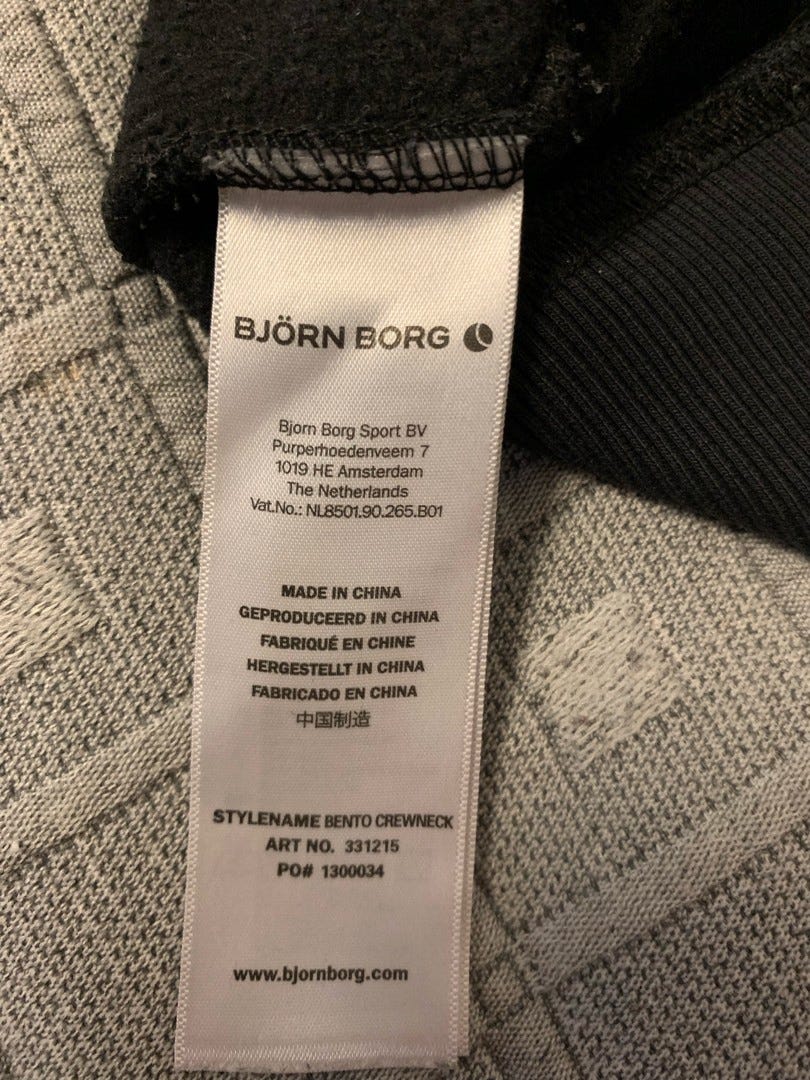 BJÖRN BORG
Bjorn Borg Sport BV
Purperhoedenveem 7
1019 HE Amsterdam
The Netherlands
Vat.No.: NL8501.90.265.B01
MADE IN CHINA
GEPRODUCEERD IN CHINA
FABRIQUÉ EN CHINE
HERGESTELLT IN CHINA
FABRICADO EN CHINA
中国制造
STYLENAME BENTO CREWNECK
ART NO. 331215
PO# 1300034
www.bjornborg.com